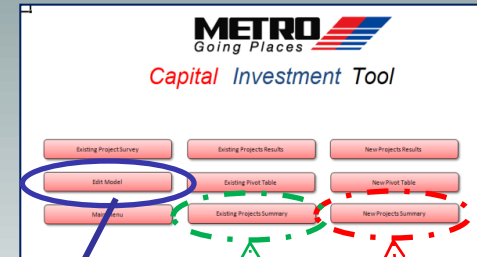 METRO
Going Places
Capital Investment Tool
Existing Project Survey
Existing Projects Results
New Projects Results
Edit Model
Existing Pivot Table
New Pivot Table
Main Menu
Existing Projects Summary
New Projects Summary